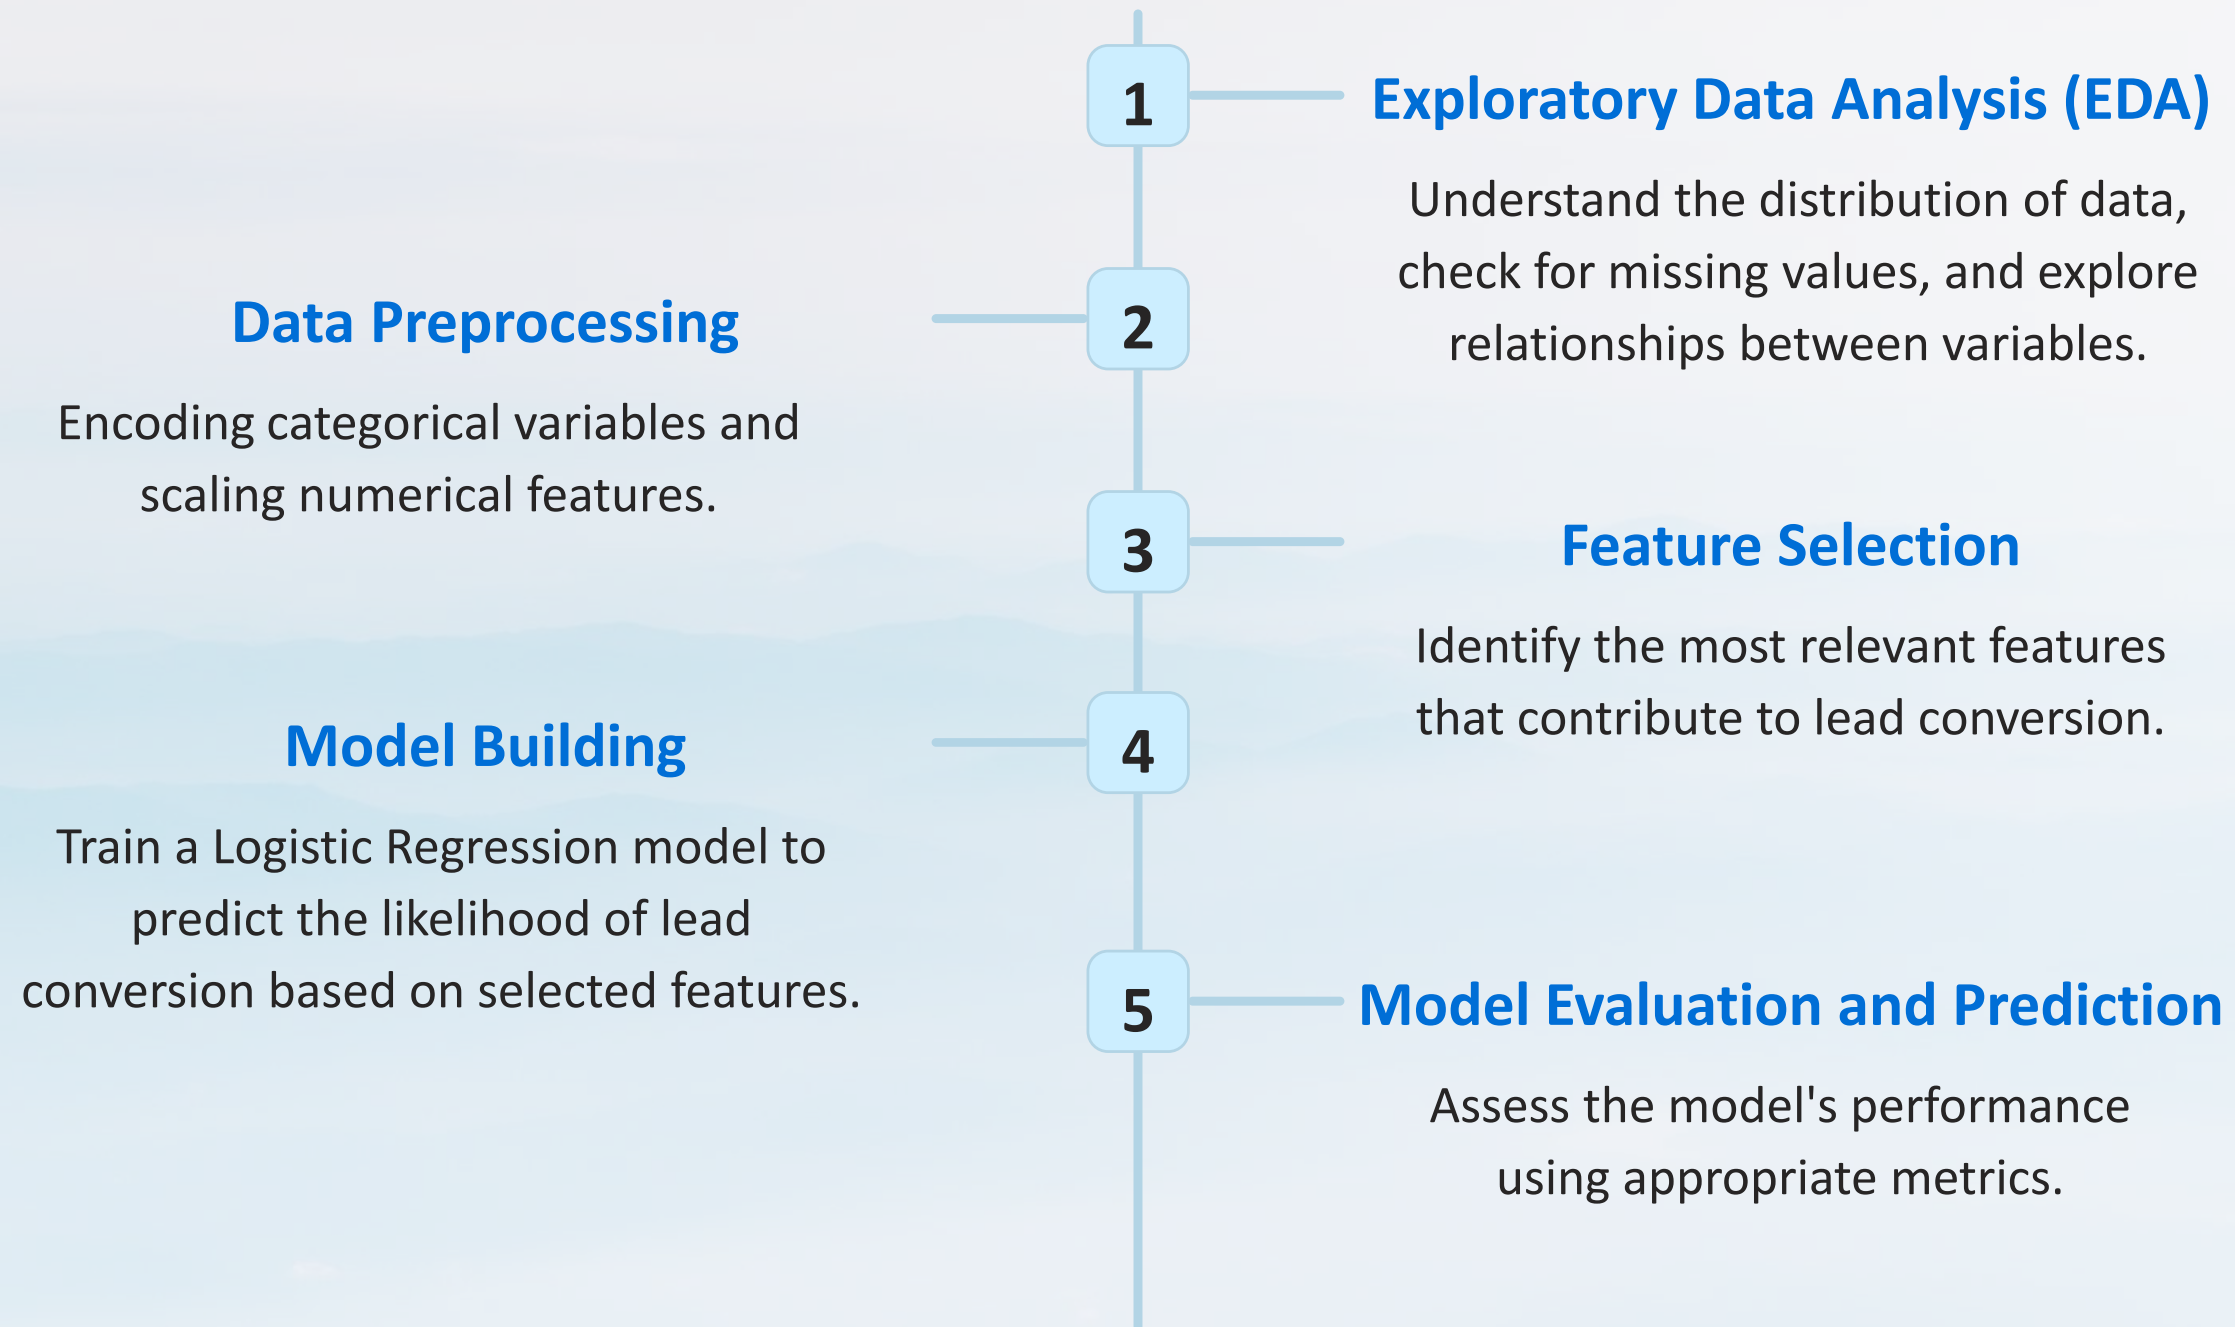 1
Exploratory Data Analysis (EDA)
Understand the distribution of data,
check for missing values, and explore
relationships between variables.
2
Data Preprocessing
Encoding categorical variables and
scaling numerical features.
3
Feature Selection
Identify the most relevant features
that contribute to lead conversion.
4
Model Building
Train a Logistic Regression model to
predict the likelihood of lead
conversion based on selected features.
5
Model Evaluation and Prediction
Assess the model's performance
using appropriate metrics.